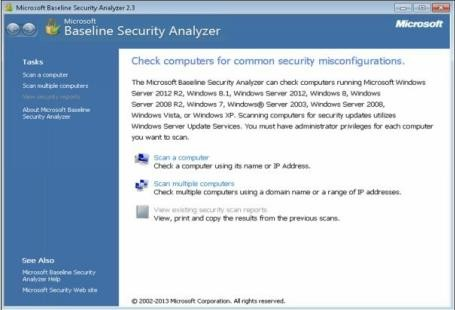 Microsoft Baseline Security Analyzer 2.3
Microsoft
Baseline Security Analyzer
Microsoft
Tasks
Scan a computer
Scan multiple computers
View security reports
About Microsoft Baseline
Security Analyzer
See Also
Microsoft Baseline Security
Analyzer Help
Microsoft Security Web site
Check computers for common security misconfigurations.
The Microsoft Baseline Security Analyzer can check computers running Microsoft Windows
Server 2012 R2, Windows 8.1, Windows Server 2012, Windows 8, Windows
Server 2008 R2, Windows 7, Windows® Server 2003, Windows Server 2008,
Windows Vista, or Windows XP. Scanning computers for security updates utilizes
Windows Server Update Services. You must have administrator privileges for each computer
you want to scan.
Scan a computer
Check a computer using its name or IP Address.
Scan multiple computers
Check multiple computers using a domain name or a range of IP addresses.
View existing security scan reports
View, print and copy the results from the previous scans.
© 2002-2013 Microsoft Corporation. All rights reserved.